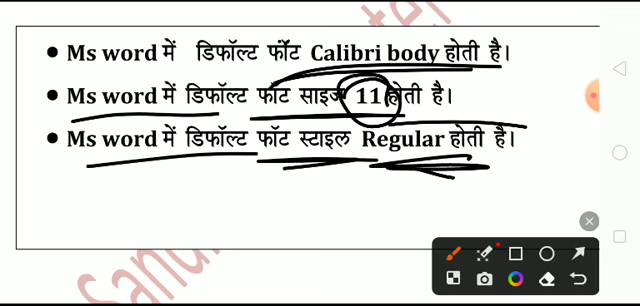 • Ms word में डिफॉल्ट फॉंट Calibri body होती है।
• Ms word में डिफॉल्ट फॉट साइज 11 होती है।
• Ms word में डिफॉल्ट फॉट स्टाइल Regular होती है।